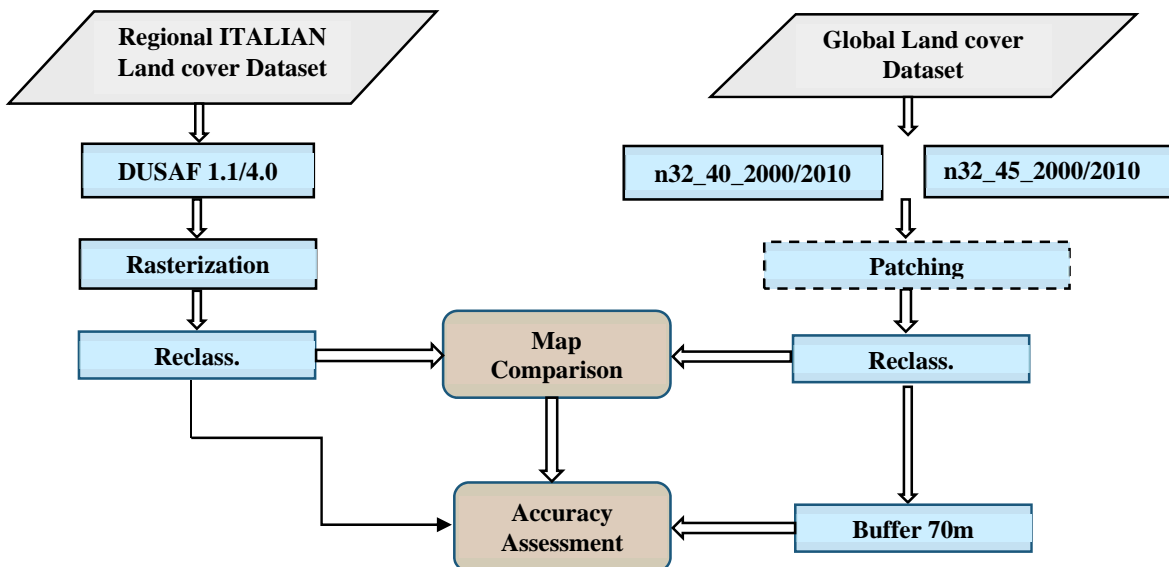 Regional ITALIAN
Land cover Dataset
Global Land cover
Dataset
DUSAF 1.1/4.0
n32_40_2000/2010
n32_45_2000/2010
Rasterization
Patching
Reclass.
Map
Comparison
Reclass.
Accuracy
Assessment
Buffer 70m